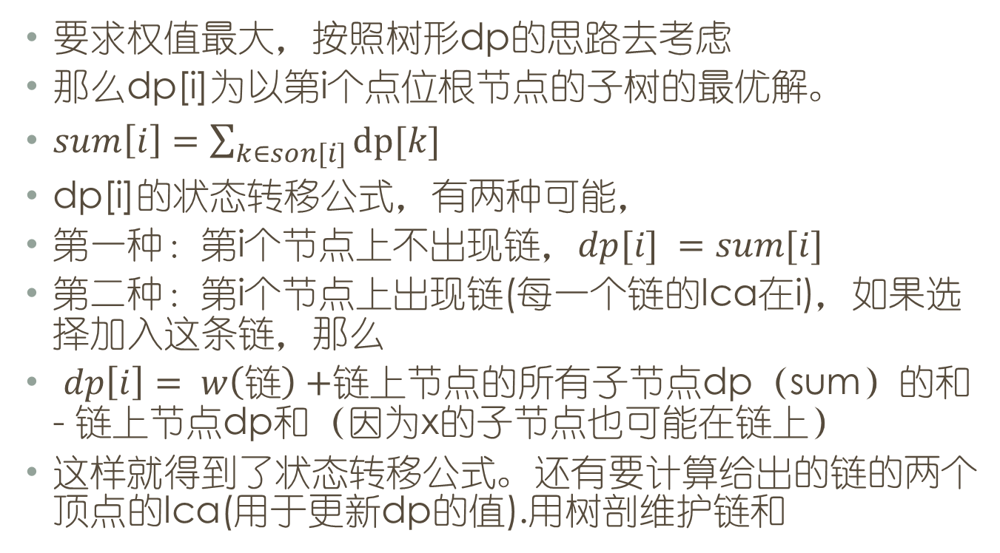 • 要求权值最大，按照树形dp的思路去考虑
• 那么dp[i]为以第i个点位根节点的子树的最优解。
• sum[i] = ∑_{k∈son[i]} dp[k]
• dp[i]的状态转移公式，有两种可能，
• 第一种：第i个节点上不出现链，dp[i] = sum[i]
• 第二种：第i个节点上出现链(每一个链的lca在i)，如果选
择加入这条链，那么
• dp[i] = w(链) +链上节点的所有子节点dp（sum）的和
- 链上节点dp和（因为x的子节点也可能在链上）
• 这样就得到了状态转移公式。还有要计算给出的链的两个
顶点的lca(用于更新dp的值).用树剖维护链和